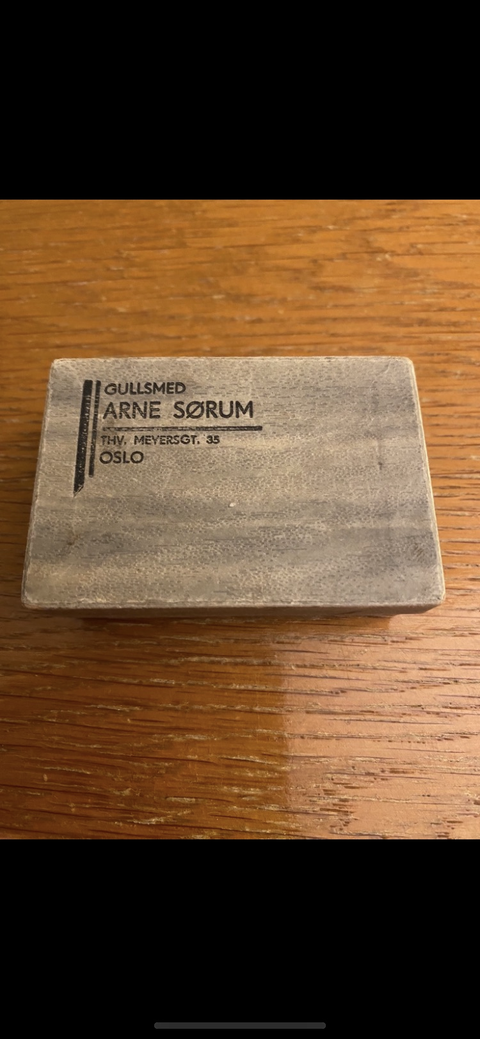 GULLSMED
ARNE SØRUM
THV. MEYERSGT. 35
OSLO